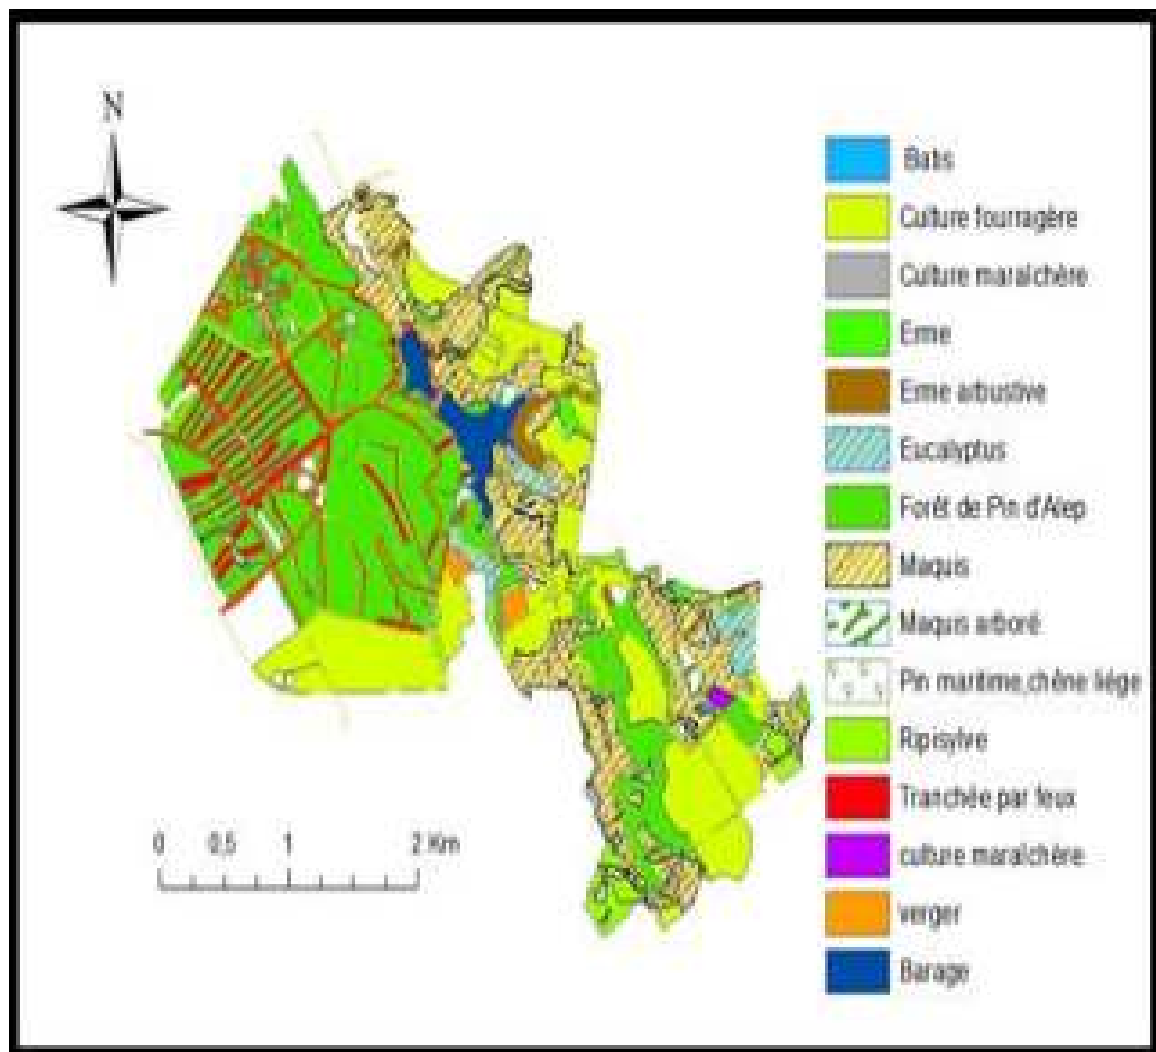 N
Batis
Culture fourragère
Culture maraîchère
Erme
Erme arbustive
Eucalyptus
Forêt de Pin d'Alep
Maquis
Maquis arboré
Pin maritime,chêne liége
Ripisylve
Tranchée par feux
culture maraîchère
verger
Barage
0 0,5 1 2 Km